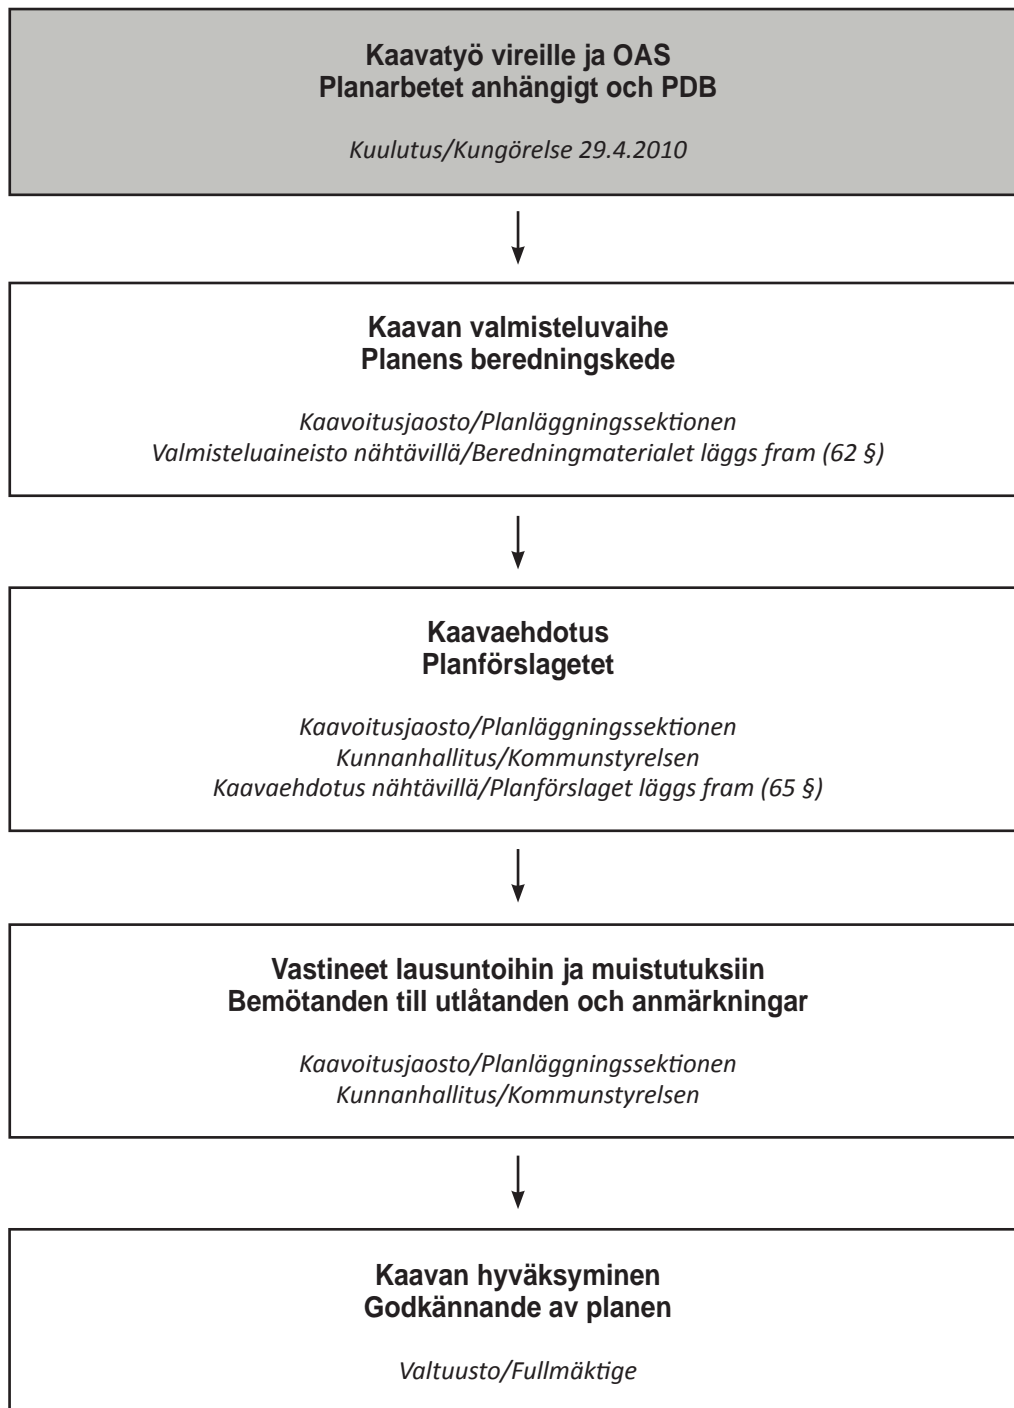 Kaavatyö vireille ja OAS
Planarbetet anhängigt och PDB
Kuulutus/Kungörelse 29.4.2010
Kaavan valmisteluvaihe
Planens beredningskede
Kaavoitusjaosto/Planläggningssektionen
Valmisteluaineisto nähtävillä/Beredningmaterialet läggs fram (62 §)
Kaavaehdotus
Planförslagetet
Kaavoitusjaosto/Planläggningssektionen
Kunnanhallitus/Kommunstyrelsen
Kaavaehdotus nähtävillä/Planförslaget läggs fram (65 §)
Vastineet lausuntoihin ja muistutuksiin
Bemötanden till utlåtanden och anmärkningar
Kaavoitusjaosto/Planläggningssektionen
Kunnanhallitus/Kommunstyrelsen
Kaavan hyväksyminen
Godkännande av planen
Valtuusto/Fullmäktige